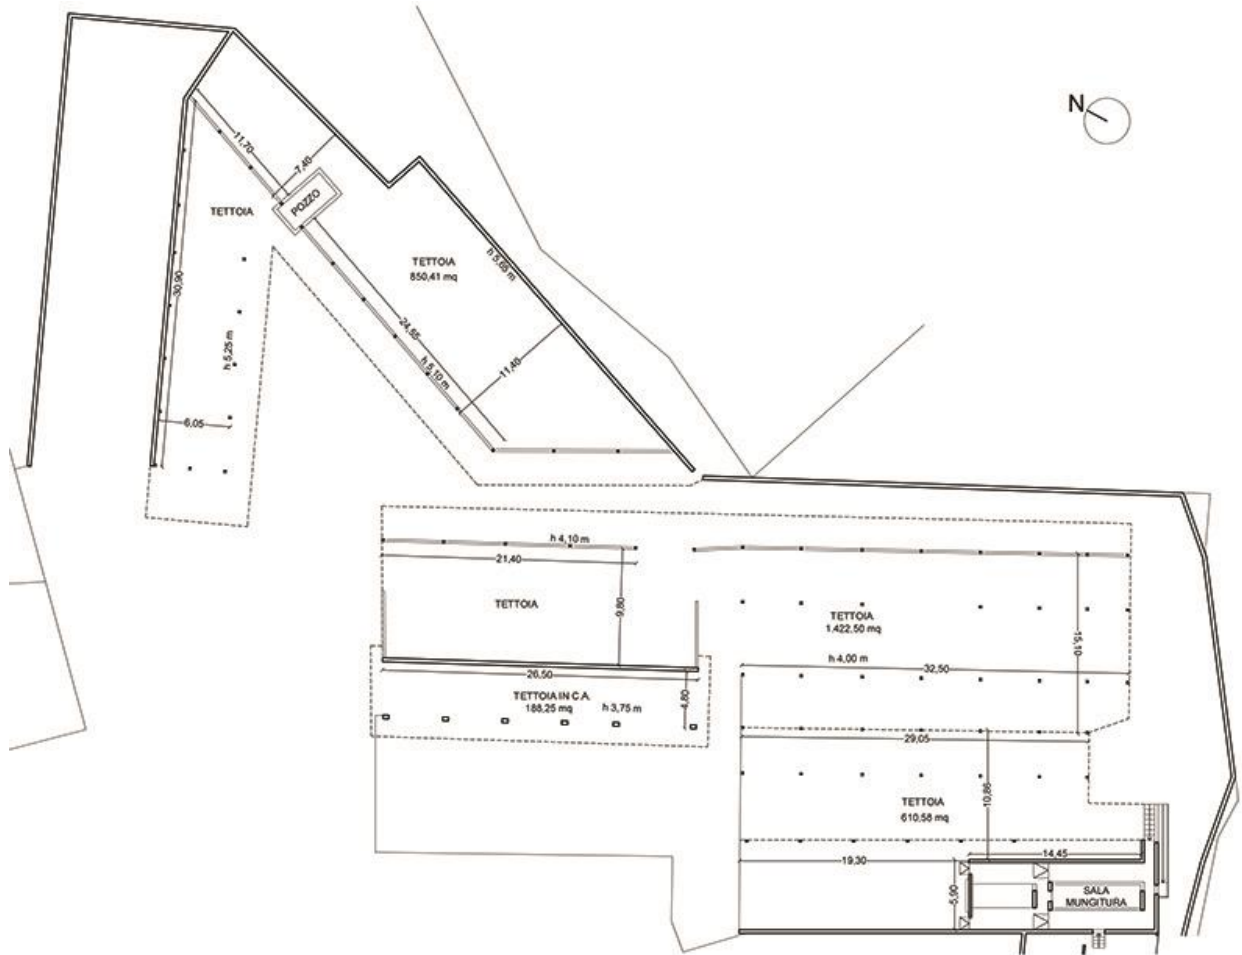 N
11,70
7,40
POZZO
TETTOIA
TETTOIA
850,41 mq
h 5,65 m
30,90
24,55
h 5,25 m
h 5,10 m
11,40
6,05
h 4,10 m
21,40
TETTOIA
9,80
TETTOIA
1.422,50 mq
15,10
h 4,00 m
32,50
26,50
TETTOIA IN C.A.
188,25 mq
h 3,75 m
4,80
29,05
10,86
TETTOIA
610,58 mq
19,30
14,45
5,90
SALA
MUNGITURA